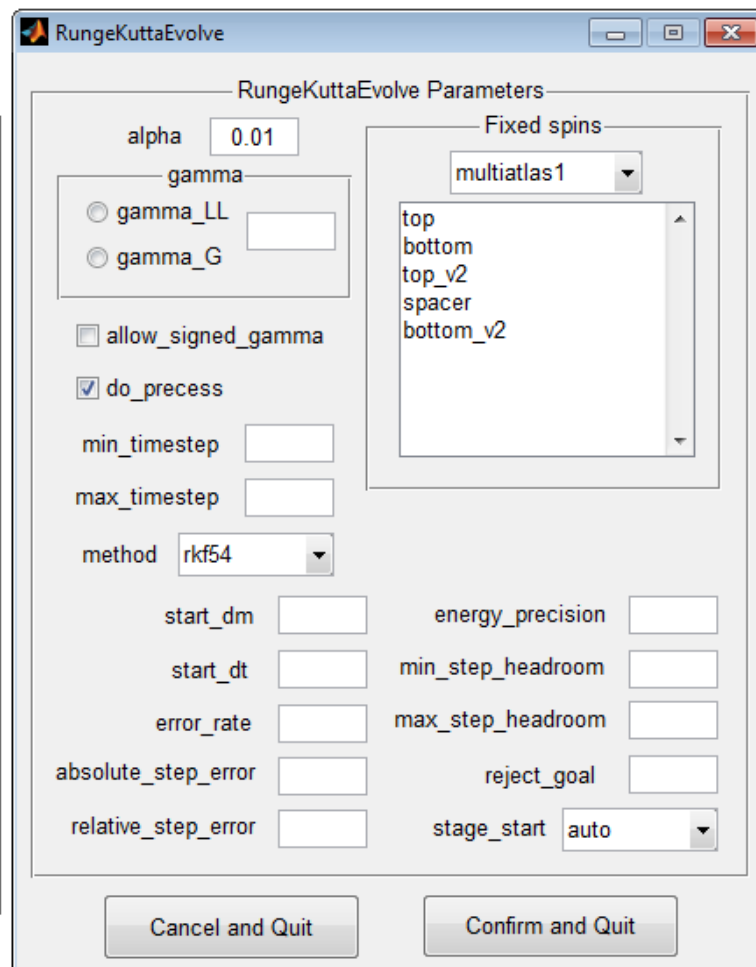 RungeKuttaEvolve
RungeKuttaEvolve Parameters
alpha 0.01
gamma
gamma_LL
gamma_G
Fixed spins
multiatlas1
top
bottom
top_v2
spacer
bottom_v2
allow_signed_gamma
do_precess
min_timestep
max_timestep
method rkf54
start_dm
start_dt
error_rate
absolute_step_error
relative_step_error
energy_precision
min_step_headroom
max_step_headroom
reject_goal
stage_start auto
Cancel and Quit
Confirm and Quit